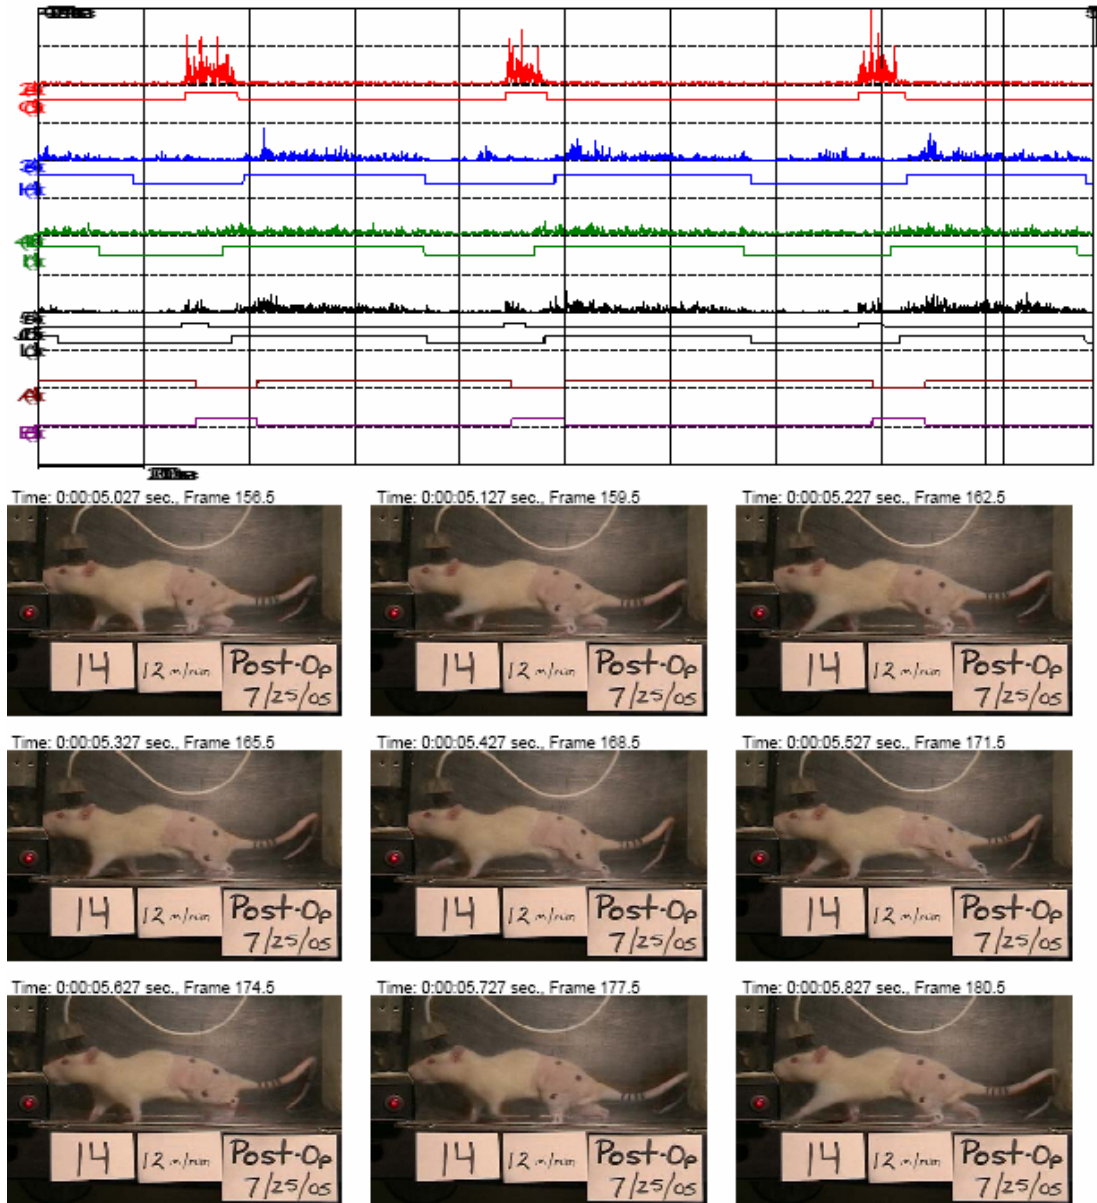 Time: 0:00:05.027 sec., Frame 156.5
Time: 0:00:05.127 sec., Frame 159.5
Time: 0:00:05.227 sec., Frame 162.5
14
12 m/min
Post-Op
7/25/05
14
12 m/min
Post-Op
7/25/05
14
12 m/min
Post-Op
7/25/05
Time: 0:00:05.327 sec., Frame 165.5
Time: 0:00:05.427 sec., Frame 168.5
Time: 0:00:05.527 sec., Frame 171.5
14
12 m/min
Post-Op
7/25/05
14
12 m/min
Post-Op
7/25/05
14
12 m/min
Post-Op
7/25/05
Time: 0:00:05.627 sec., Frame 174.5
Time: 0:00:05.727 sec., Frame 177.5
Time: 0:00:05.827 sec., Frame 180.5
14
12 m/min
Post-Op
7/25/05
14
12 m/min
Post-Op
7/25/05
14
12 m/min
Post-Op
7/25/05